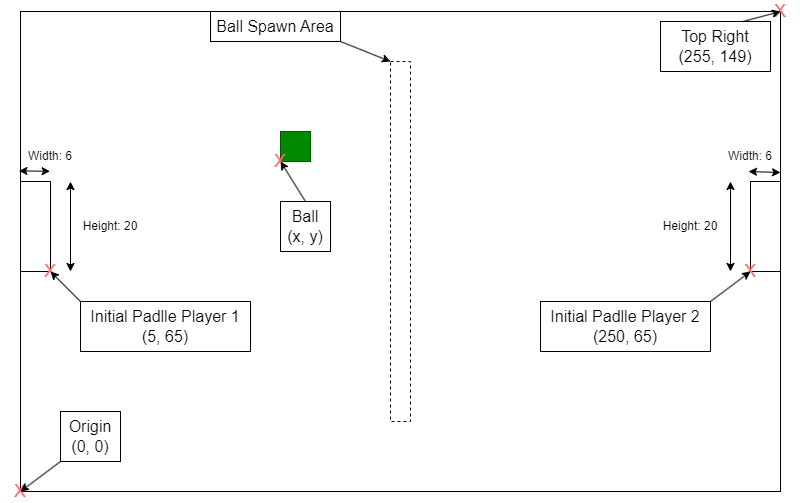 Ball Spawn Area
Top Right
(255, 149)
Width: 6
Width: 6
Height: 20
Ball
(x, y)
Height: 20
Initial Padlle Player 1
(5, 65)
Initial Padlle Player 2
(250, 65)
Origin
(0, 0)